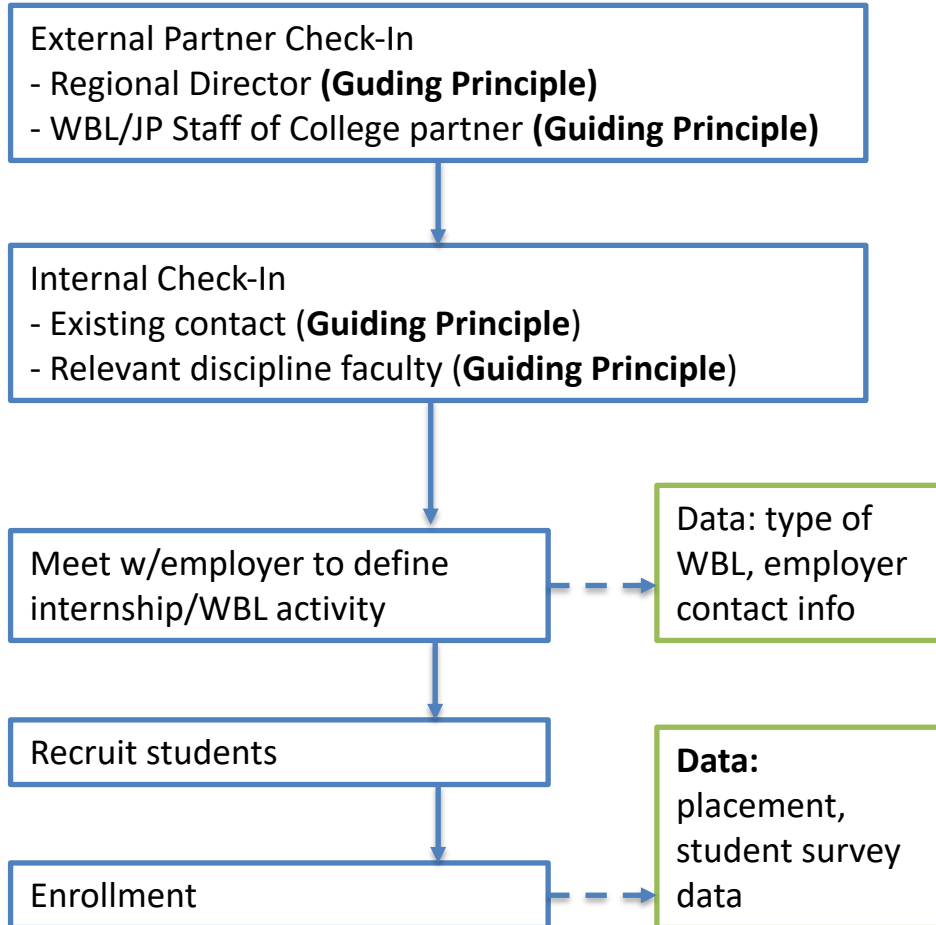 External Partner Check-In
- Regional Director (Guding Principle)
- WBL/JP Staff of College partner (Guiding Principle)
Internal Check-In
- Existing contact (Guiding Principle)
- Relevant discipline faculty (Guiding Principle)
Meet w/employer to define
internship/WBL activity
Data: type of
WBL, employer
contact info
Recruit students
Data:
placement,
student survey
data
Enrollment